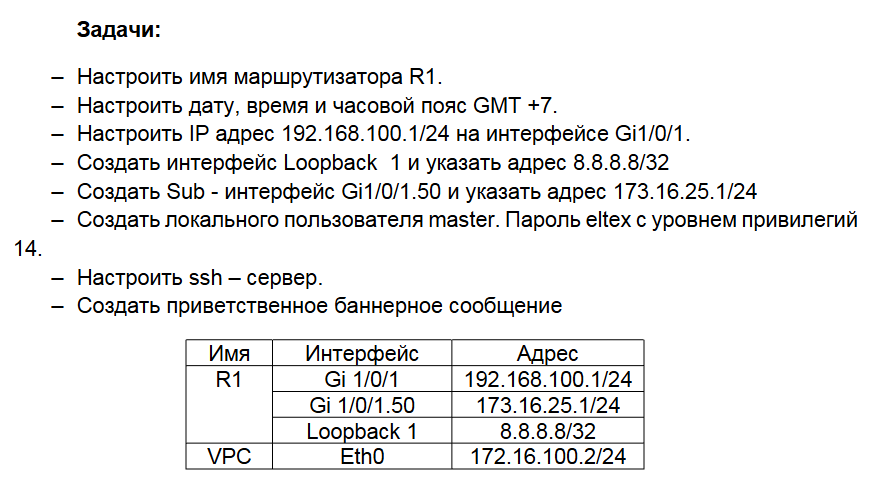 Задачи:
– Настроить имя маршрутизатора R1.
– Настроить дату, время и часовой пояс GMT +7.
– Настроить IP адрес 192.168.100.1/24 на интерфейсе Gi1/0/1.
– Создать интерфейс Loopback 1 и указать адрес 8.8.8.8/32
– Создать Sub - интерфейс Gi1/0/1.50 и указать адрес 173.16.25.1/24
– Создать локального пользователя master. Пароль eltex с уровнем привилегий
14.
– Настроить ssh – сервер.
– Создать приветственное баннерное сообщение
Имя Интерфейс Адрес
R1 Gi 1/0/1 192.168.100.1/24
Gi 1/0/1.50 173.16.25.1/24
Loopback 1 8.8.8.8/32
VPC Eth0 172.16.100.2/24